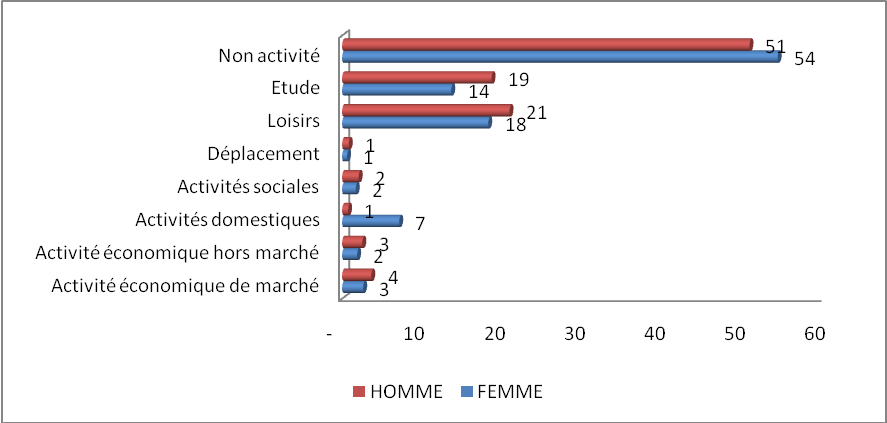 Non activité 51
54
Etude 19
14
Loisirs 21
18
Déplacement 1
1
Activités sociales 2
2
Activités domestiques 1
7
Activité économique hors marché 3
2
Activité économique de marché 4
3
- 10 20 30 40 50 60
HOMME FEMME